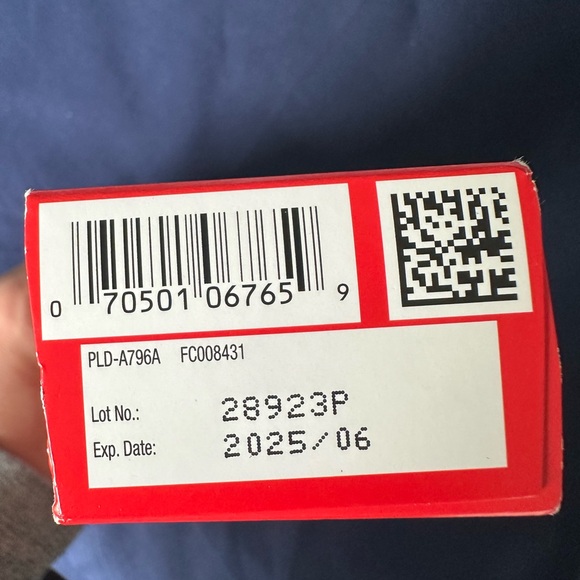 0 70501 06765 9
PLD-A796A FC008431
Lot No.: 28923P
Exp. Date: 2025/06